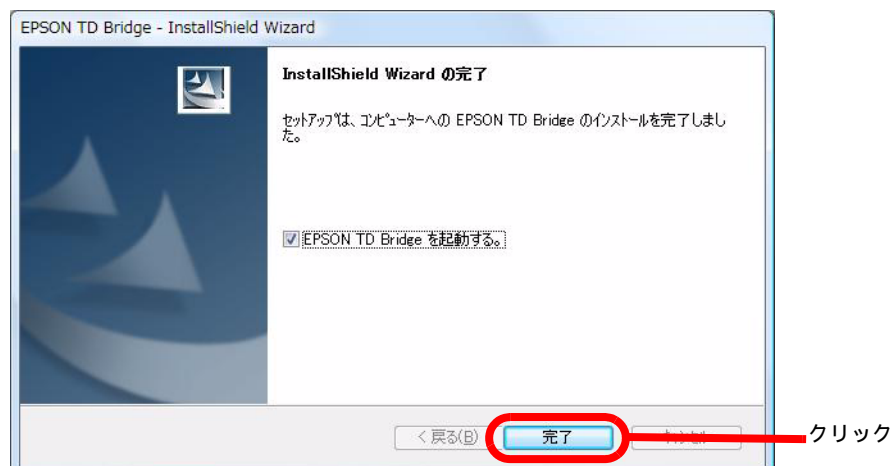 EPSON TD Bridge - InstallShield Wizard
InstallShield Wizard の完了
セットアップは、コンピューターへの EPSON TD Bridge のインストールを完了しまし
た。
EPSON TD Bridge を起動する。
< 戻る(B)
完了
クリック